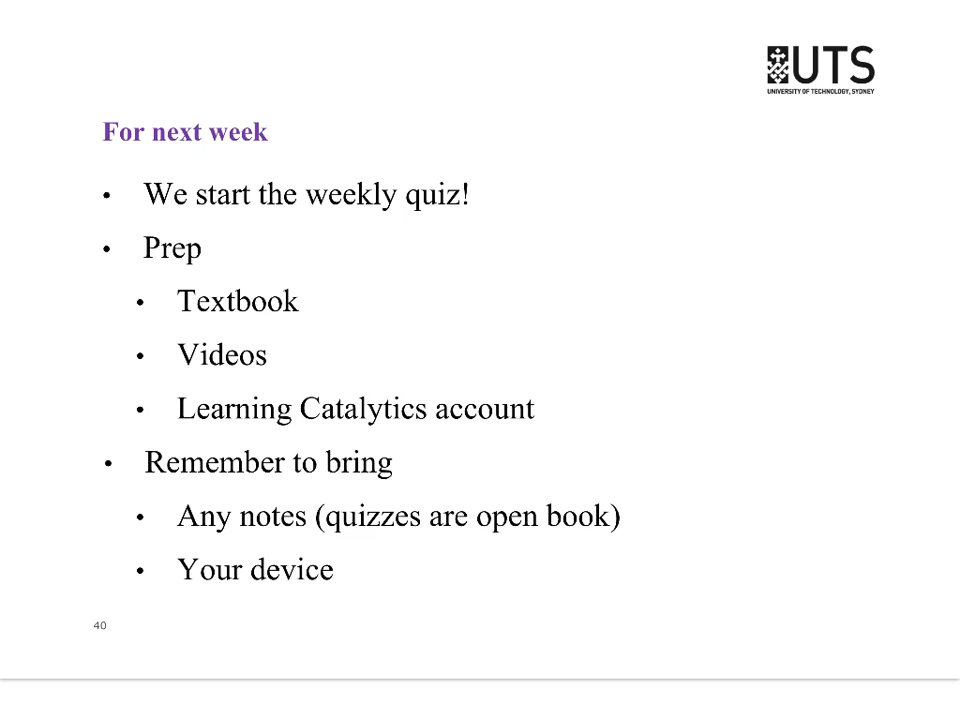 UTS
UNIVERSITY OF TECHNOLOGY, SYDNEY
For next week
• We start the weekly quiz!
• Prep
• Textbook
• Videos
• Learning Catalytics account
• Remember to bring
• Any notes (quizzes are open book)
• Your device
40